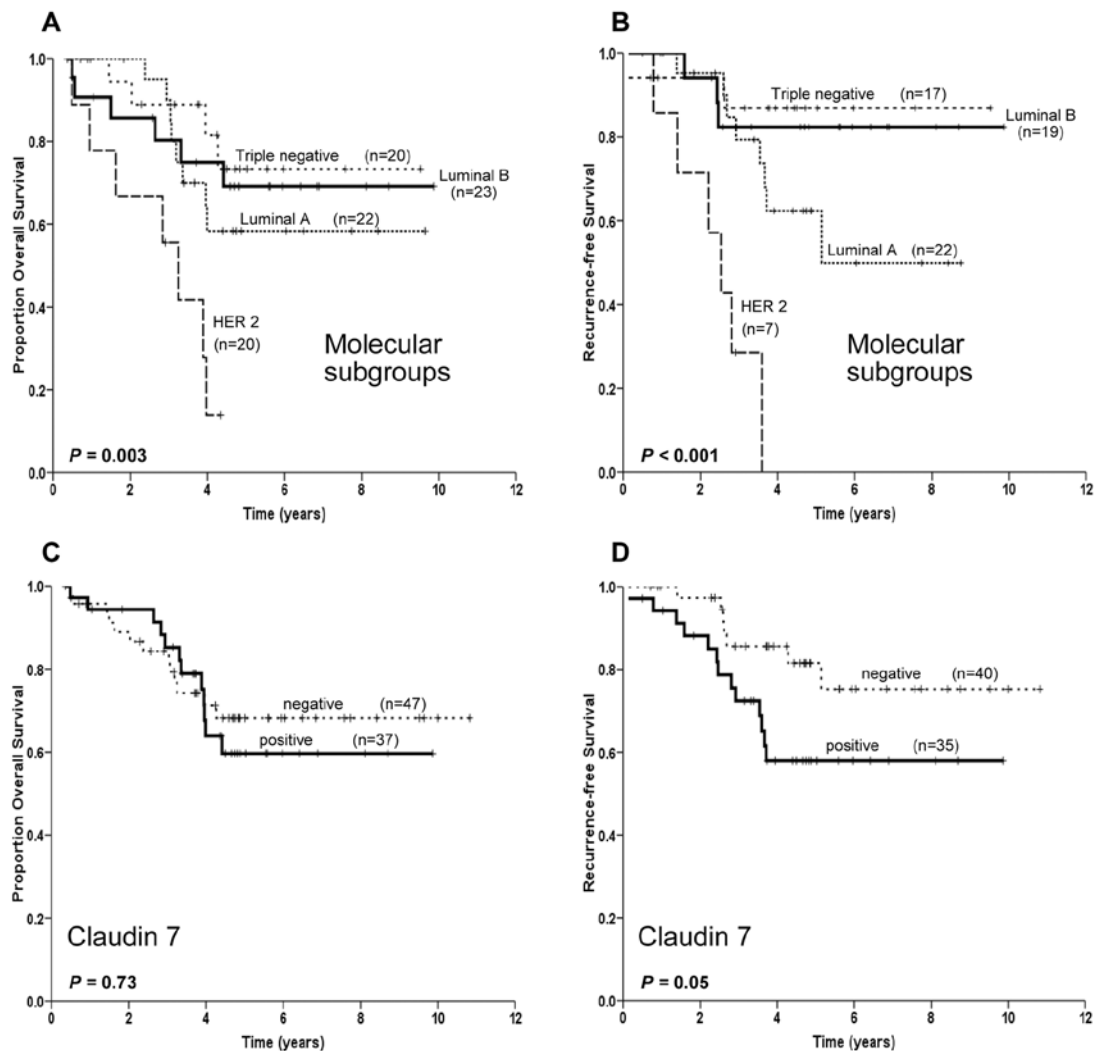 A
Proportion Overall Survival
1.0
0.8
0.6
0.4
0.2
0.0
Triple negative (n=20)
Luminal B
(n=23)
Luminal A (n=22)
HER 2
(n=20)
Molecular
subgroups
P = 0.003
0 2 4 6 8 10 12
Time (years)
B
Recurrence-free Survival
1.0
0.8
0.6
0.4
0.2
0.0
Triple negative (n=17)
Luminal B
(n=19)
Luminal A (n=22)
HER 2
(n=7)
Molecular
subgroups
P < 0.001
0 2 4 6 8 10 12
Time (years)
C
Proportion Overall Survival
1.0
0.8
0.6
0.4
0.2
0.0
negative (n=47)
positive (n=37)
Claudin 7
P = 0.73
0 2 4 6 8 10 12
Time (years)
D
Recurrence-free Survival
1.0
0.8
0.6
0.4
0.2
0.0
negative (n=40)
positive (n=35)
Claudin 7
P = 0.05
0 2 4 6 8 10 12
Time (years)